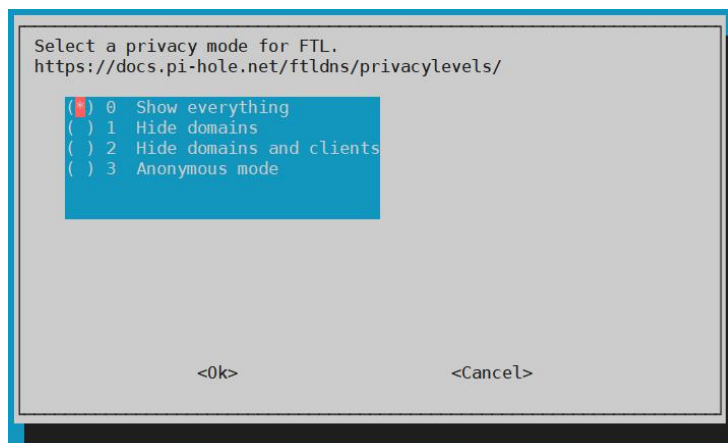 Select a privacy mode for FTL.
https://docs.pi-hole.net/ftldns/privacylevels/
(*) 0 Show everything
( ) 1 Hide domains
( ) 2 Hide domains and clients
( ) 3 Anonymous mode
<Ok> <Cancel>